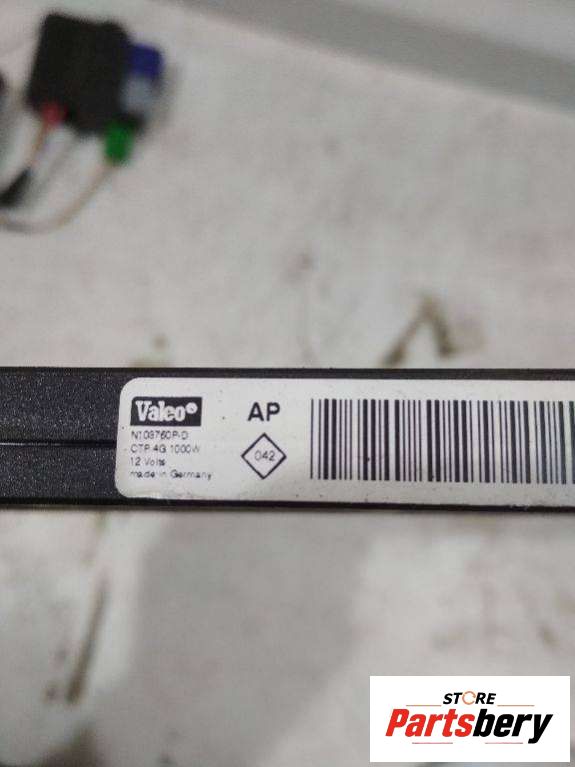 Valeo®
AP
N108760P-D
CTP 4G 1000W
12 Volts
made in Germany
042
STORE
Partsbery